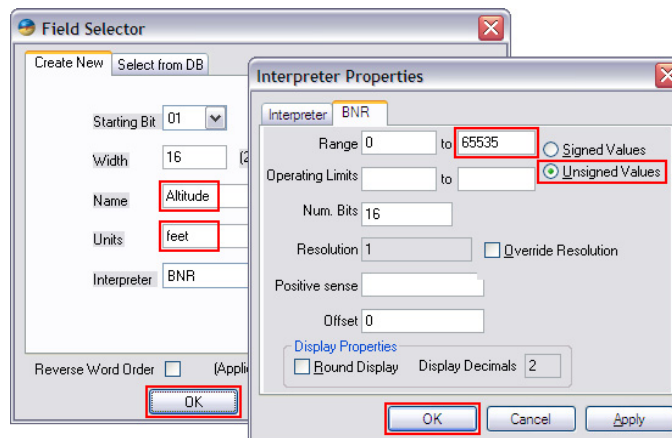 Field Selector
Create New Select from DB
Starting Bit 01
Width 16 (2
Name Altitude
Units feet
Interpreter BNR
Reverse Word Order (Appli
OK
Interpreter Properties
Interpreter BNR
Range 0 to 65535
Signed Values
Operating Limits to
Unsigned Values
Num. Bits 16
Resolution 1 Override Resolution
Positive sense
Offset 0
Display Properties
Round Display Display Decimals 2
OK Cancel Apply